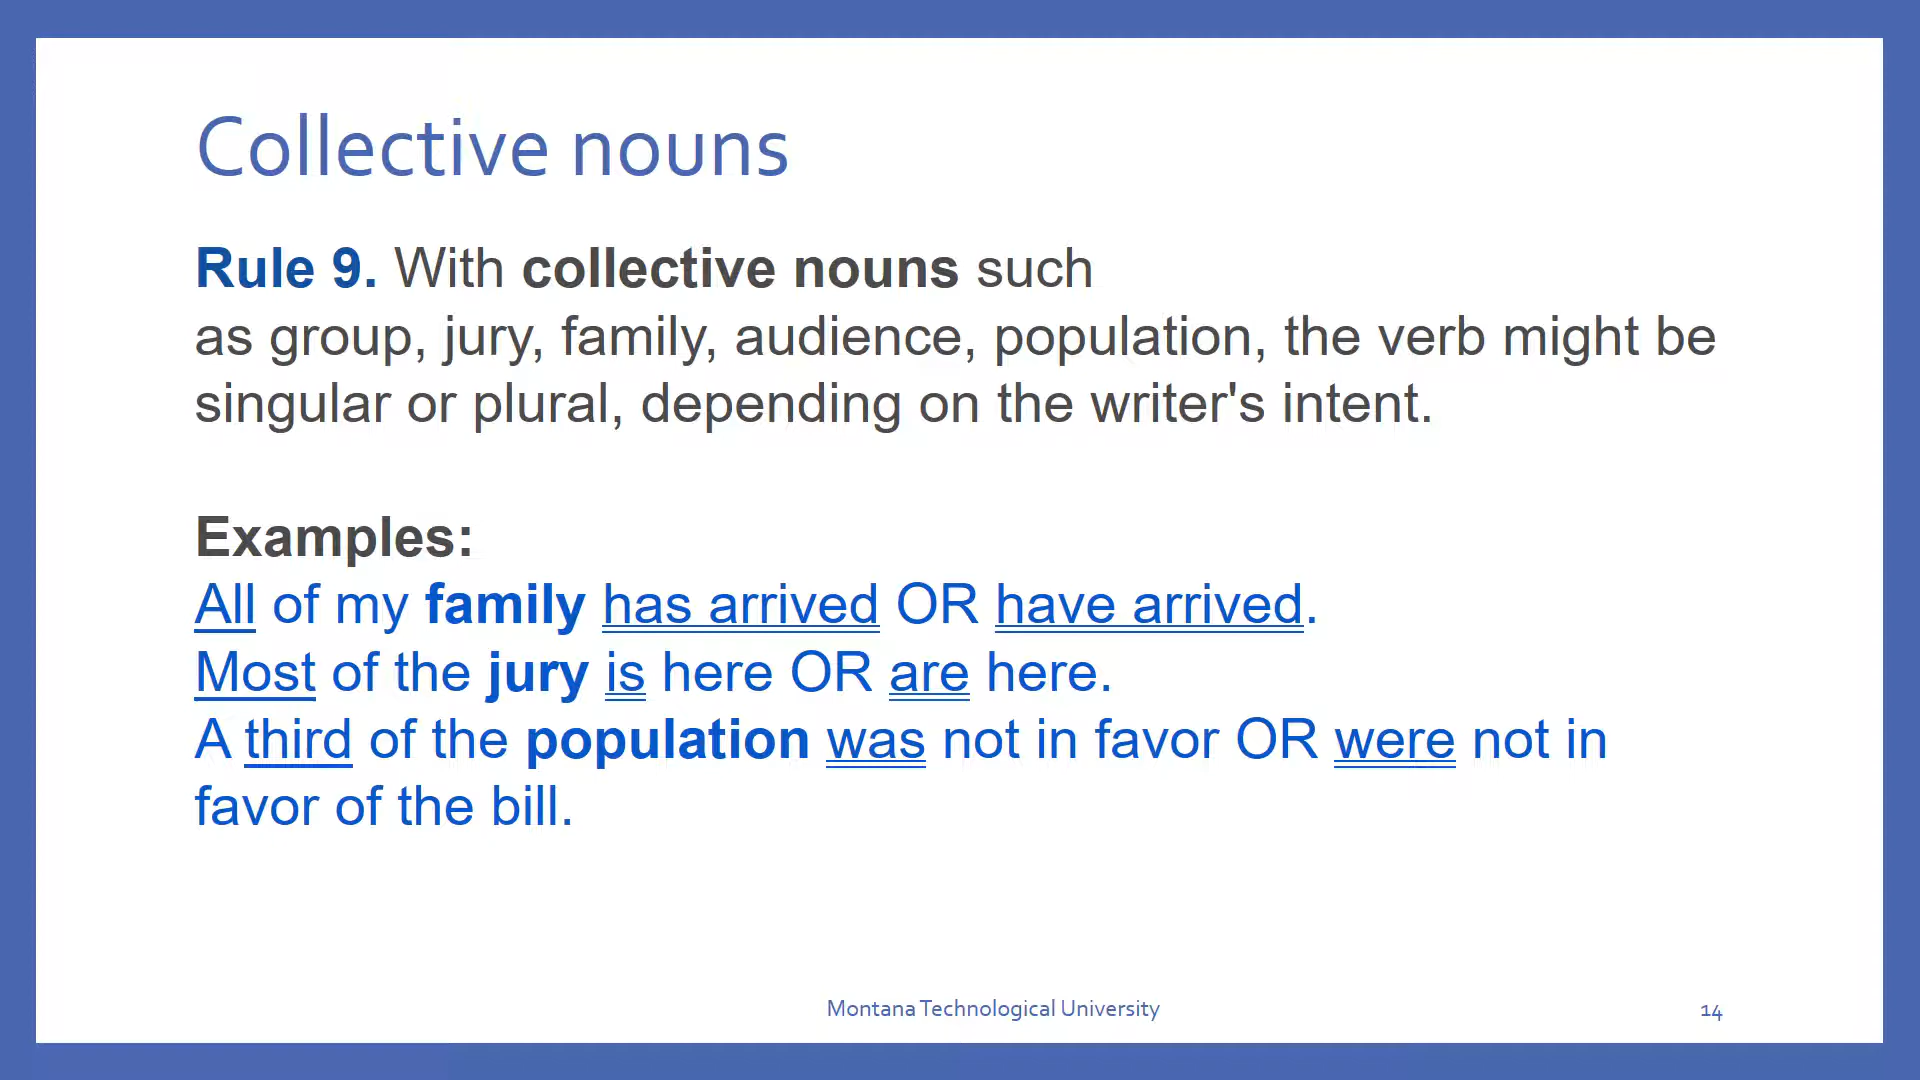 Collective nouns
Rule 9. With collective nouns such
as group, jury, family, audience, population, the verb might be
singular or plural, depending on the writer's intent.
Examples:
All of my family has arrived OR have arrived.
Most of the jury is here OR are here.
A third of the population was not in favor OR were not in
favor of the bill.
Montana Technological University
14